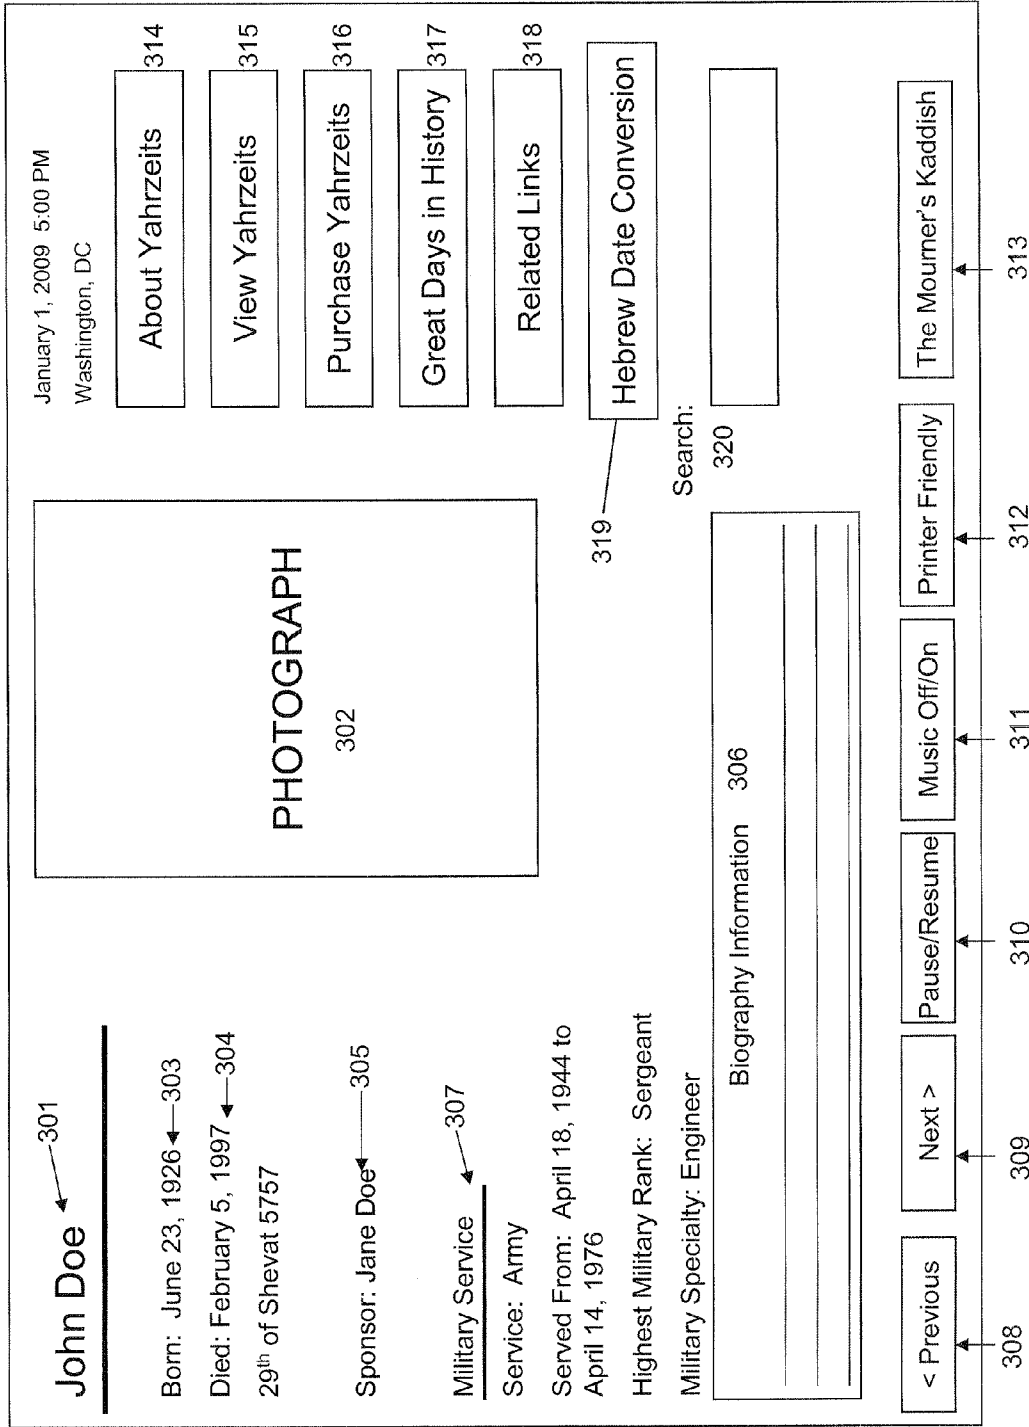 John Doe
301
January 1, 2009 5:00 PM
Washington, DC
Born: June 23, 1926
303
Died: February 5, 1997
304
29th of Shevat 5757
Sponsor: Jane Doe
305
Military Service
307
Service: Army
Served From: April 18, 1944 to
April 14, 1976
Highest Military Rank: Sergeant
Military Specialty: Engineer
PHOTOGRAPH
302
About Yahrzeits
314
View Yahrzeits
315
Purchase Yahrzeits
316
Great Days in History
317
Related Links
318
Hebrew Date Conversion
319
Search:
320
Biography Information 306
< Previous
Next >
Pause/Resume
Music Off/On
Printer Friendly
The Mourner's Kaddish
308
309
310
311
312
313